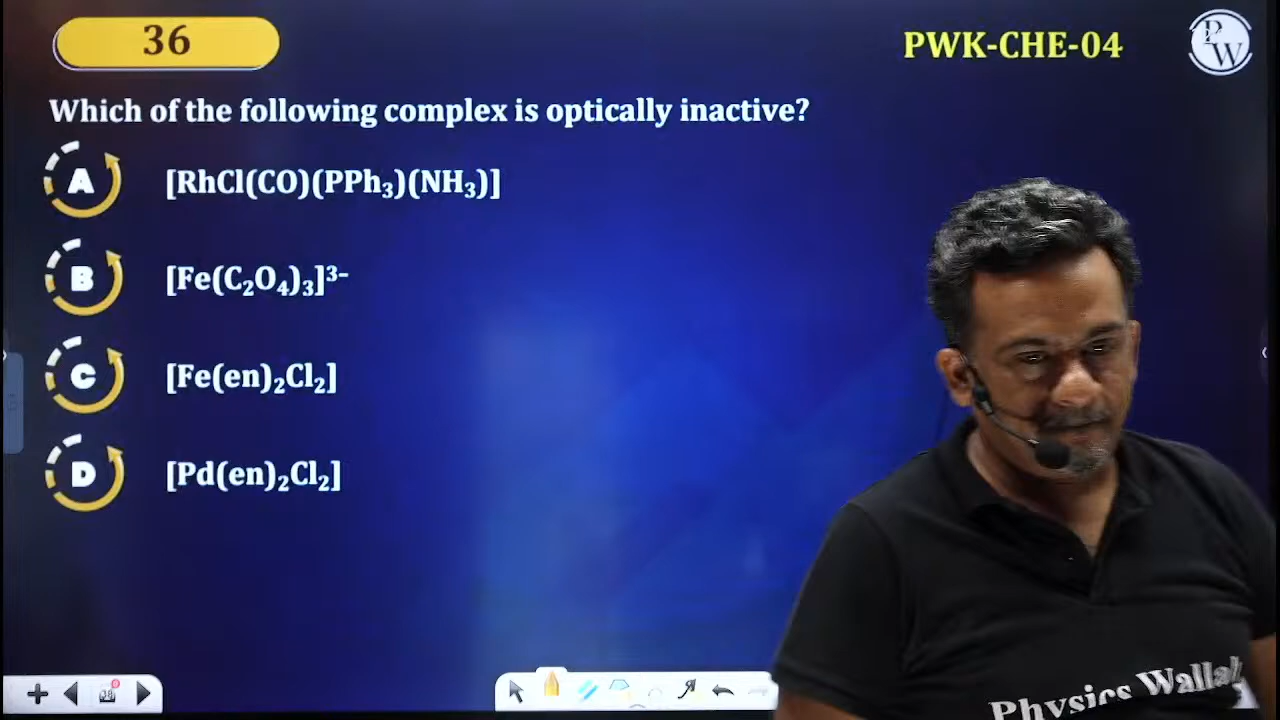 36
PWK-CHE-04
PW
Which of the following complex is optically inactive?
A [RhCl(CO)(PPh₃)(NH₃)]
B [Fe(C₂O₄)₃]³⁻
C [Fe(en)₂Cl₂]
D [Pd(en)₂Cl₂]
Physics Wallah